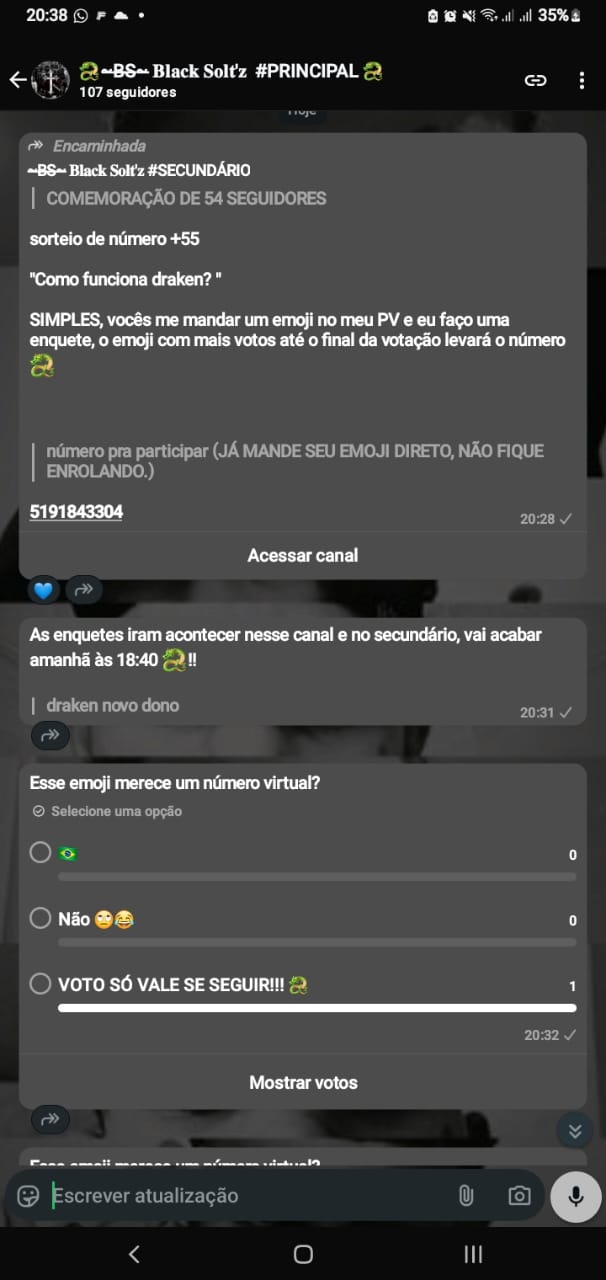 20:38
35%
🐉~BS~ 𝐁𝐥𝐚𝐜𝐤 𝐒𝐨𝐥𝐭'𝐳 #PRINCIPAL 🐉
107 seguidores
Hoje
Encaminhada
~BS~ 𝐁𝐥𝐚𝐜𝐤 𝐒𝐨𝐥𝐭'𝐳 #SECUNDÁRIO
COMEMORAÇÃO DE 54 SEGUIDORES
sorteio de número +55
"Como funciona draken? "
SIMPLES, vocês me mandar um emoji no meu PV e eu faço uma
enquete, o emoji com mais votos até o final da votação levará o número
🐉
número pra participar (JÁ MANDE SEU EMOJI DIRETO, NÃO FIQUE
ENROLANDO.)
5191843304
20:28
Acessar canal
As enquetes iram acontecer nesse canal e no secundário, vai acabar
amanhã às 18:40 🐉!!
draken novo dono
20:31
Esse emoji merece um número virtual?
Selecione uma opção
🇧🇷 0
Não 🙄😂 0
VOTO SÓ VALE SE SEGUIR!!! 🐉 1
20:32
Mostrar votos
Esse emoji merece um número virtual?
Escrever atualização